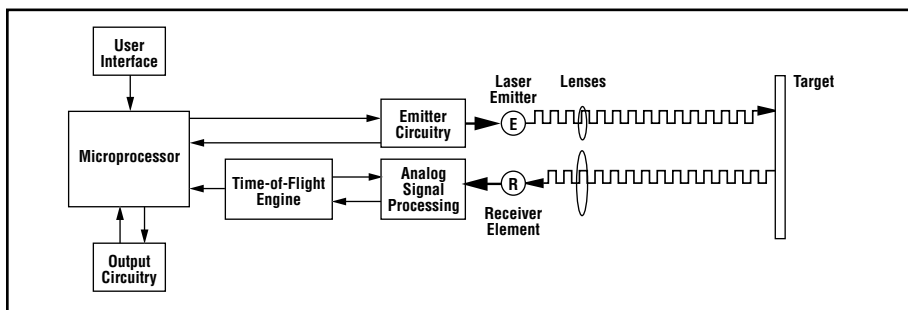 User
Interface
Microprocessor
Output
Circuitry
Time-of-Flight
Engine
Emitter
Circuitry
Analog
Signal
Processing
Laser
Emitter
E
R
Receiver
Element
Lenses
Target